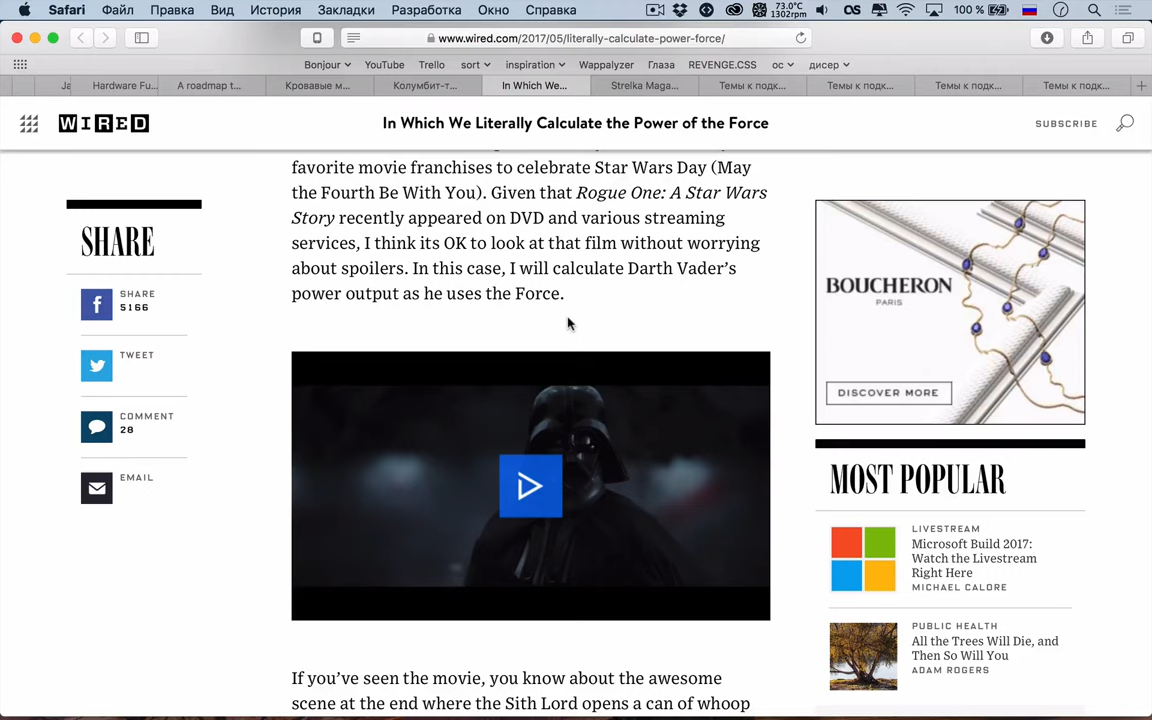 Safari Файл Правка Вид История Закладки Разработка Окно Справка
73.0°C
1302rpm
100 %
www.wired.com/2017/05/literally-calculate-power-force/
Bonjour YouTube Trello sort inspiration Wappalyzer Глаза REVENGE.CSS ос дисер
Ja Hardware Fu... A roadmap t... Кровавые м... Колумбит-т... In Which We... Strelka Maga... Темы к подк... Темы к подк... Темы к подк... Темы к подк...
WIRED
In Which We Literally Calculate the Power of the Force
SUBSCRIBE
favorite movie franchises to celebrate Star Wars Day (May
the Fourth Be With You). Given that Rogue One: A Star Wars
Story recently appeared on DVD and various streaming
services, I think its OK to look at that film without worrying
about spoilers. In this case, I will calculate Darth Vader's
power output as he uses the Force.
SHARE
SHARE
5166
TWEET
COMMENT
28
EMAIL
BOUCHERON
PARIS
DISCOVER MORE
MOST POPULAR
LIVESTREAM
Microsoft Build 2017:
Watch the Livestream
Right Here
MICHAEL CALORE
PUBLIC HEALTH
All the Trees Will Die, and
Then So Will You
ADAM ROGERS
If you've seen the movie, you know about the awesome
scene at the end where the Sith Lord opens a can of whoop